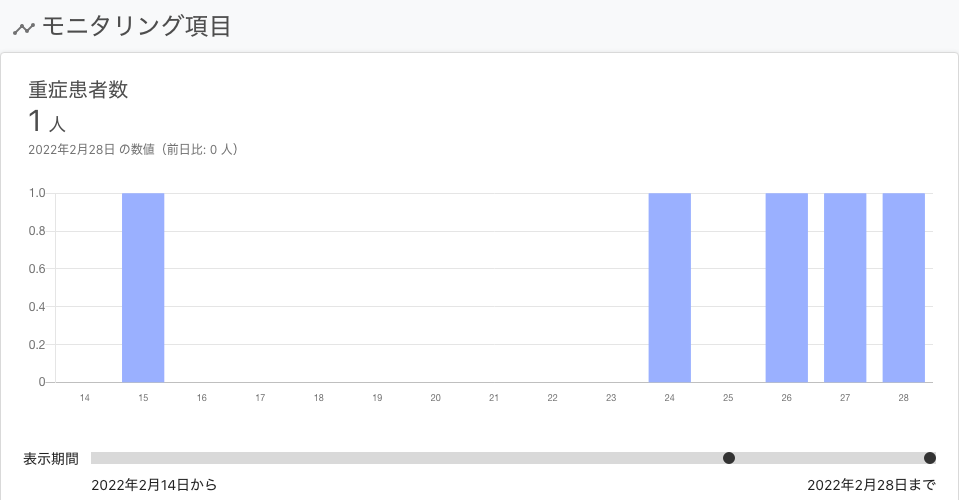 モニタリング項目
重症患者数
1 人
2022年2月28日 の数値（前日比: 0 人）
1.0
0.8
0.6
0.4
0.2
0
14 15 16 17 18 19 20 21 22 23 24 25 26 27 28
表示期間
2022年2月14日から 2022年2月28日まで